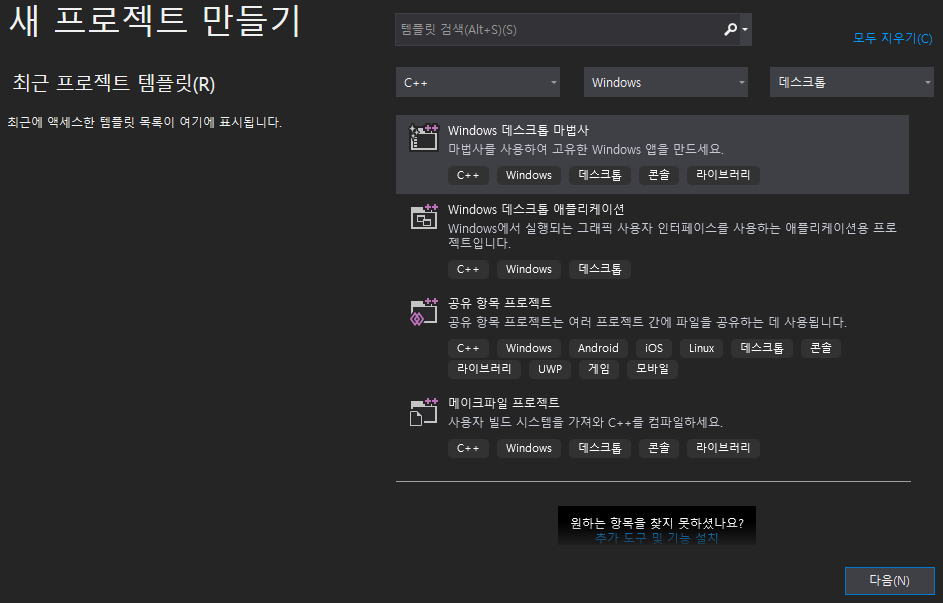 새 프로젝트 만들기
최근 프로젝트 템플릿(R)
최근에 액세스한 템플릿 목록이 여기에 표시됩니다.
템플릿 검색(Alt+S)(S)
모두 지우기(C)
C++
Windows
데스크톱
Windows 데스크톱 마법사
마법사를 사용하여 고유한 Windows 앱을 만드세요.
C++ Windows 데스크톱 콘솔 라이브러리
Windows 데스크톱 애플리케이션
Windows에서 실행되는 그래픽 사용자 인터페이스를 사용하는 애플리케이션용 프로
젝트입니다.
C++ Windows 데스크톱
공유 항목 프로젝트
공유 항목 프로젝트는 여러 프로젝트 간에 파일을 공유하는 데 사용됩니다.
C++ Windows Android iOS Linux 데스크톱 콘솔
라이브러리 UWP 게임 모바일
메이크파일 프로젝트
사용자 빌드 시스템을 가져와 C++를 컴파일하세요.
C++ Windows 데스크톱 콘솔 라이브러리
원하는 항목을 찾지 못하셨나요?
추가 도구 및 기능 설치
다음(N)